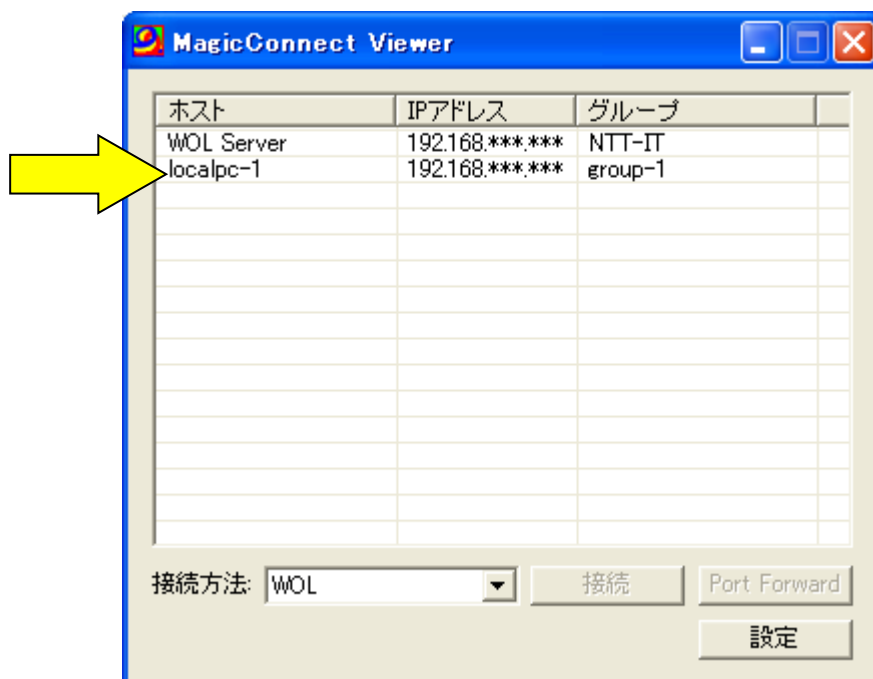 MagicConnect Viewer
ホスト IPアドレス グループ
WOL Server 192.168.***.*** NTT-IT
localpc-1 192.168.***.*** group-1
接続方法: WOL 接続 Port Forward
設定